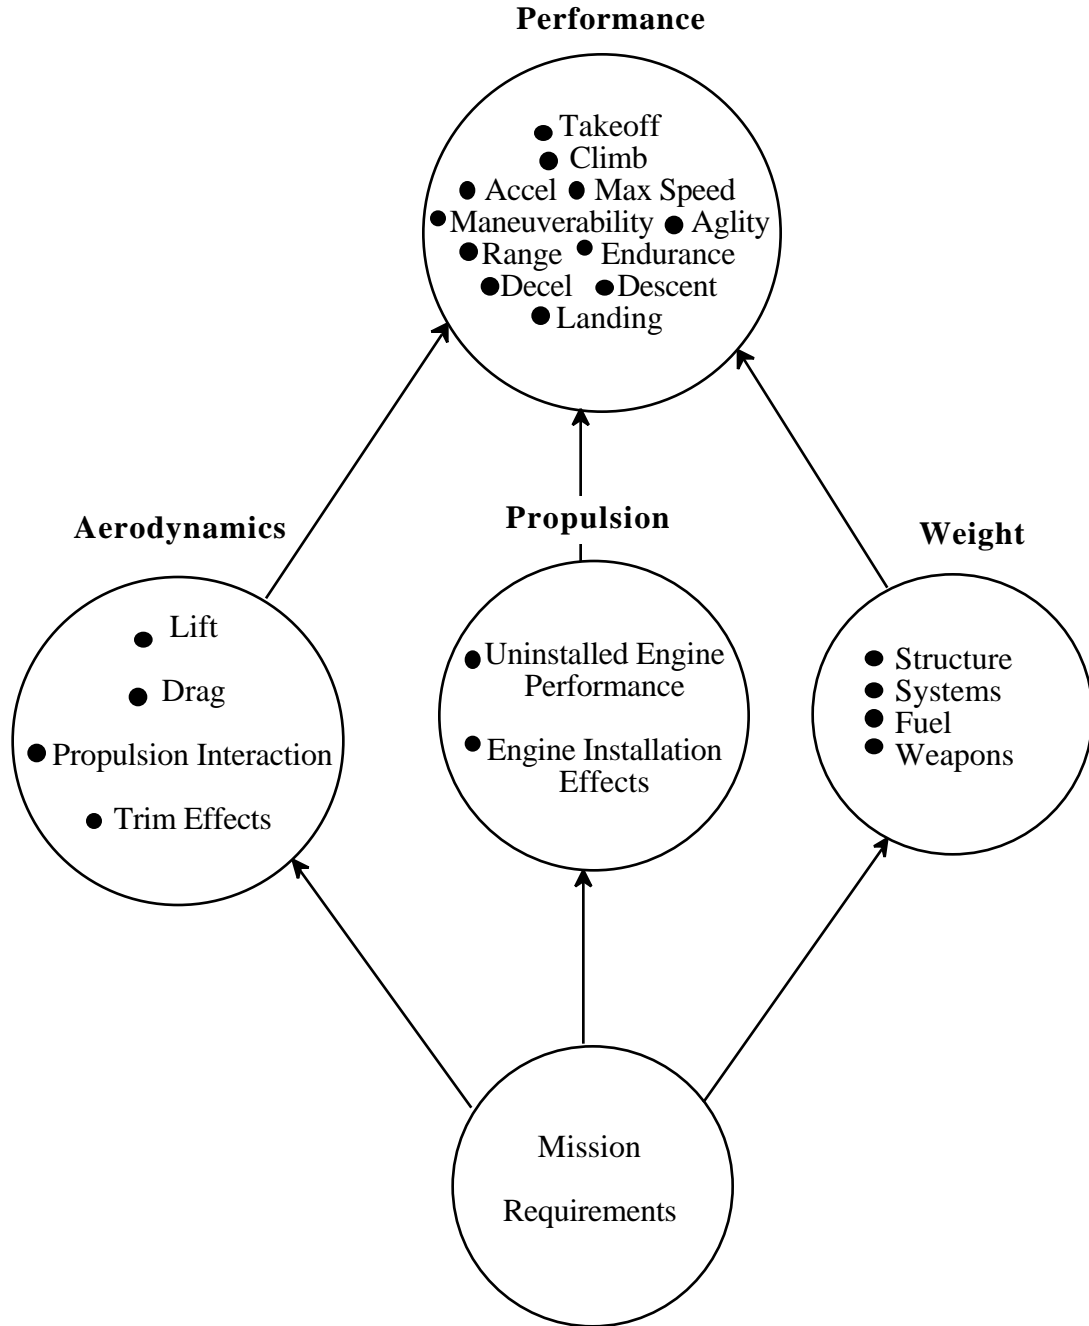 Performance
Takeoff
Climb
Accel Max Speed
Maneuverability Aglity
Range Endurance
Decel Descent
Landing
Aerodynamics
Lift
Drag
Propulsion Interaction
Trim Effects
Propulsion
Uninstalled Engine
Performance
Engine Installation
Effects
Weight
Structure
Systems
Fuel
Weapons
Mission
Requirements